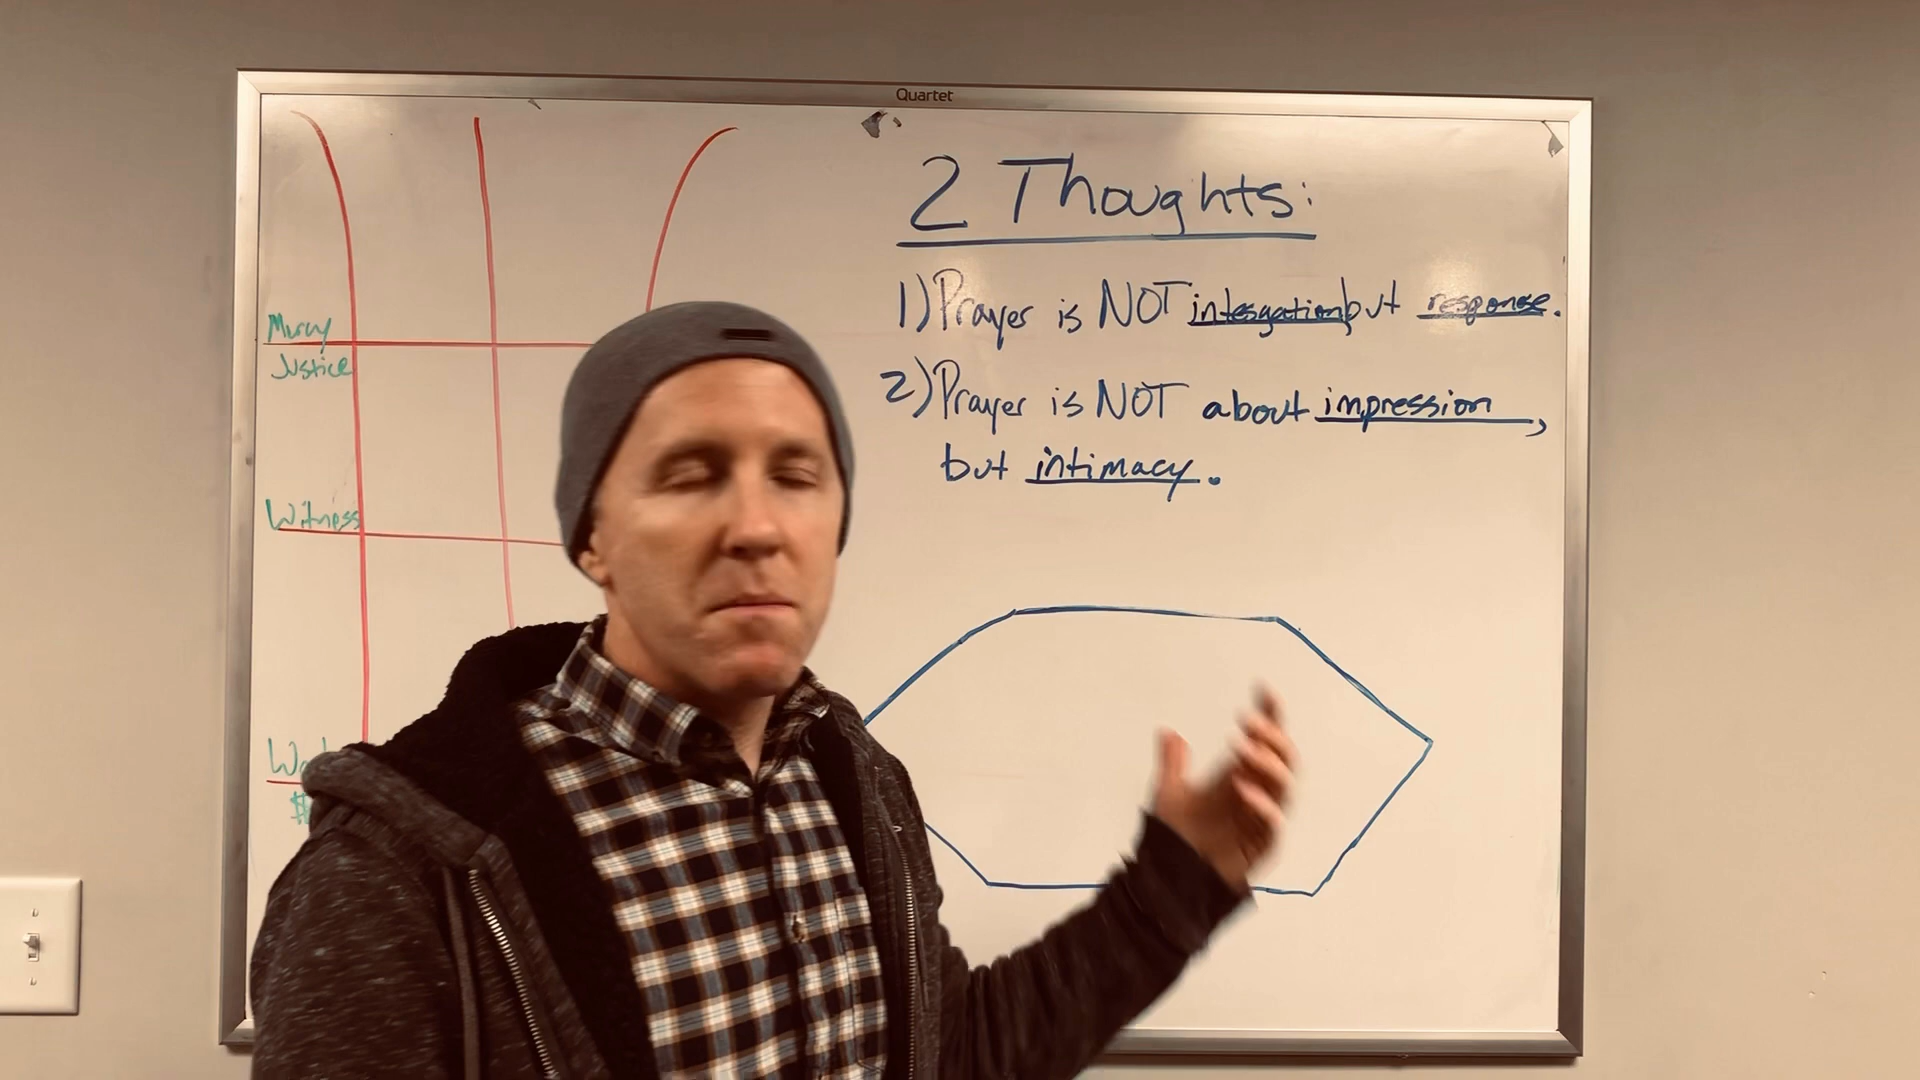 Quartet
2 Thoughts:
1) Prayer is NOT intesgation but response.
2) Prayer is NOT about impression,
but intimacy.
Mercy
Justice
Witness
$